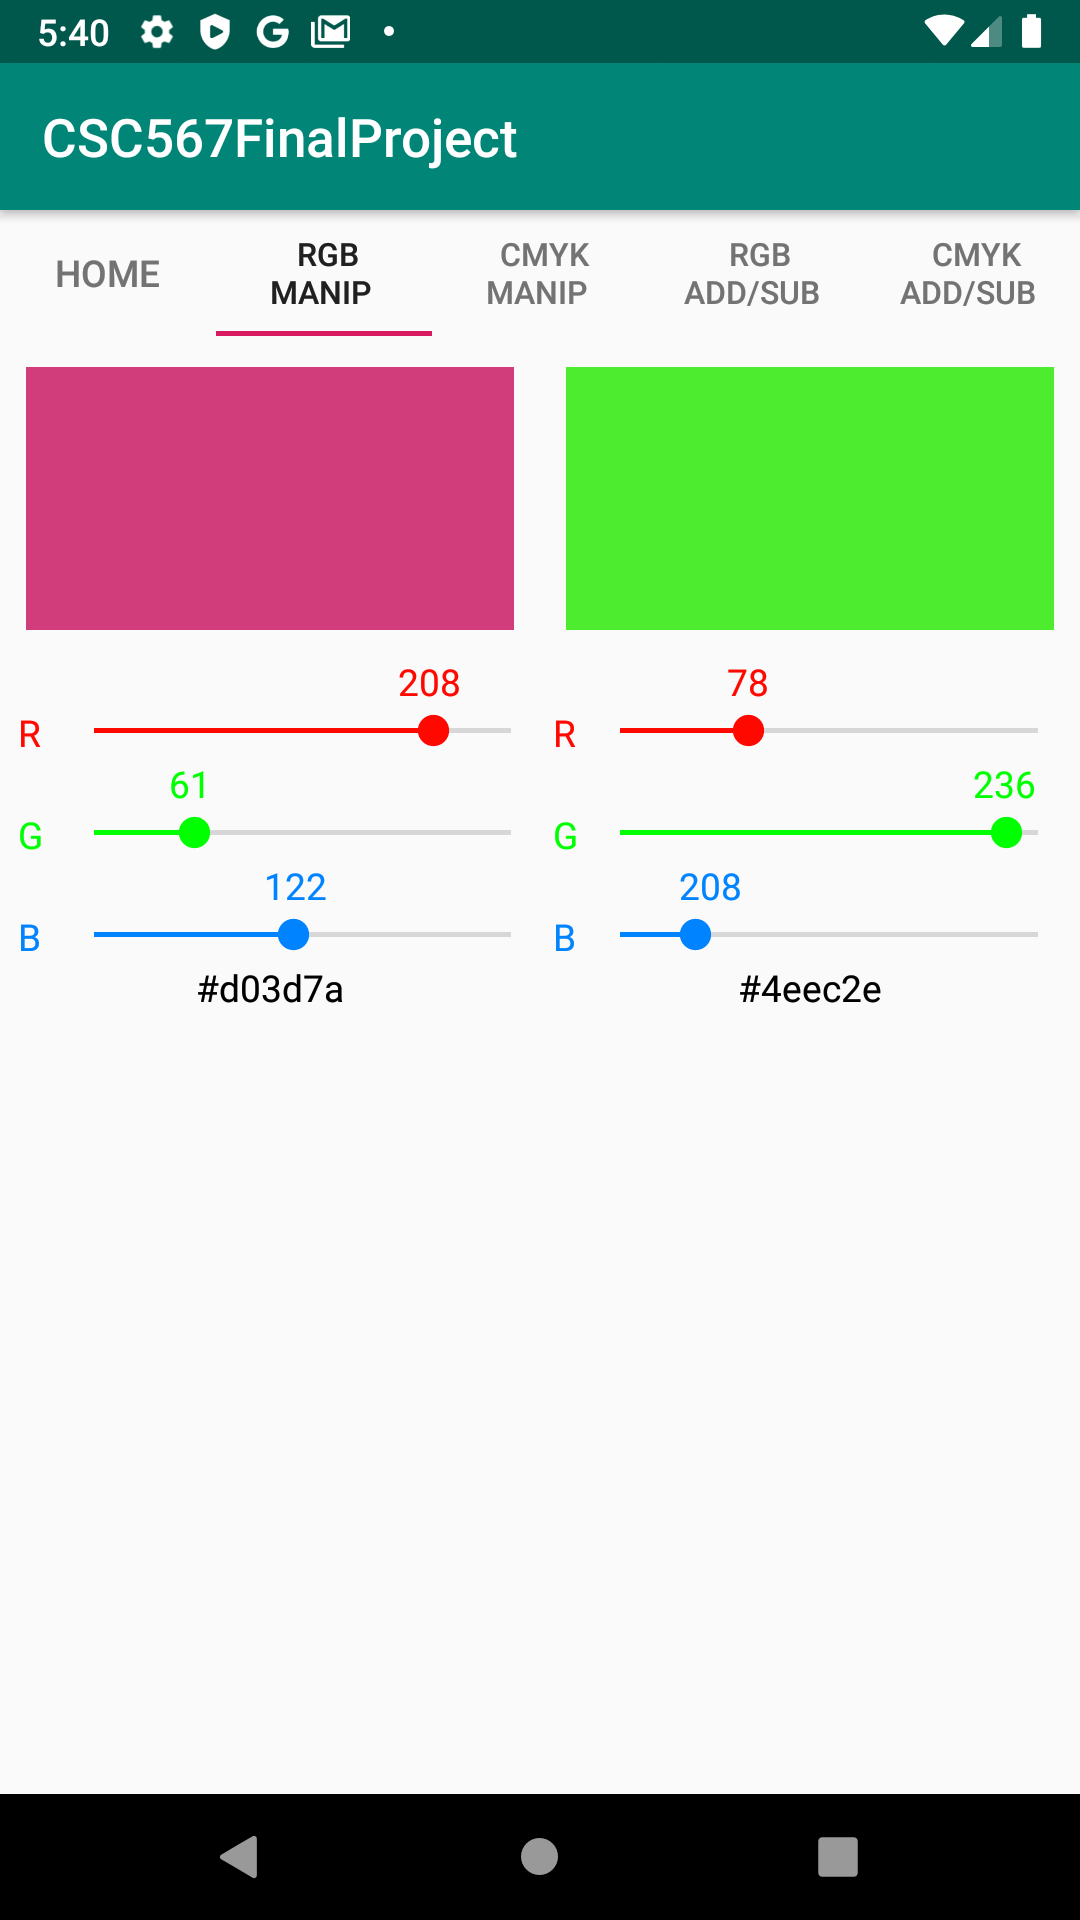 5:40
CSC567FinalProject
HOME
RGB
MANIP
CMYK
MANIP
RGB
ADD/SUB
CMYK
ADD/SUB
208
R
61
G
122
B
#d03d7a
78
R
236
G
208
B
#4eec2e